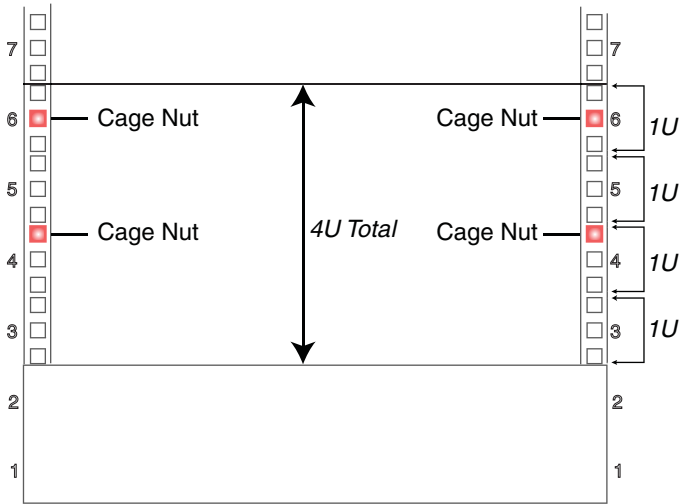 7 7
6 Cage Nut Cage Nut 6 1U
5 5 1U
Cage Nut 4U Total Cage Nut
4 4 1U
3 3 1U
2 2
1 1